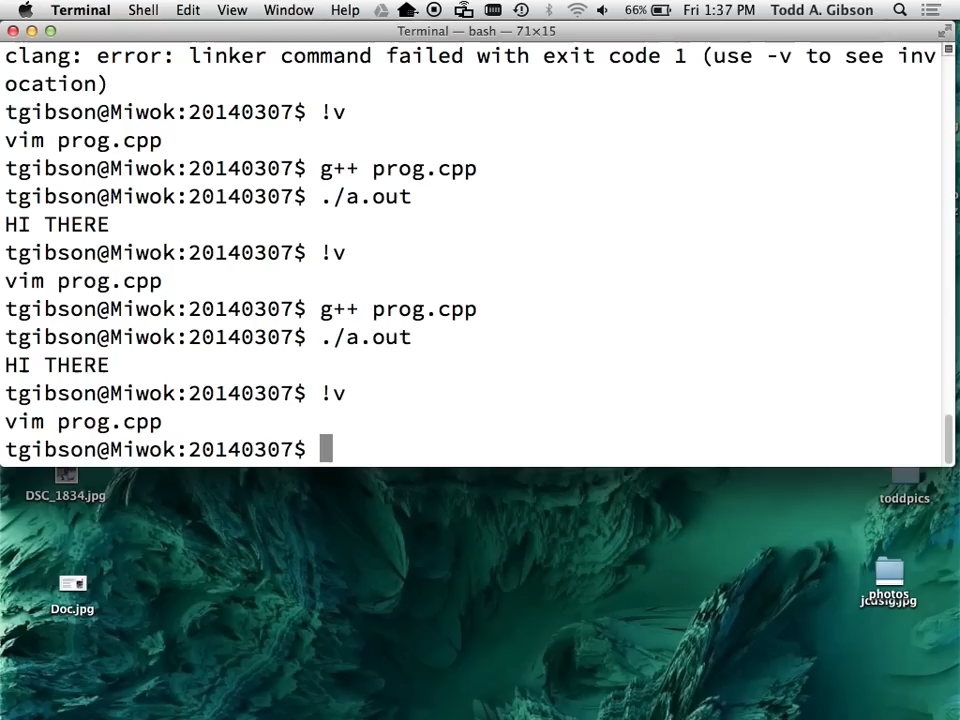 Terminal Shell Edit View Window Help 66% Fri 1:37 PM Todd A. Gibson
Terminal — bash — 71×15
clang: error: linker command failed with exit code 1 (use -v to see inv
ocation)
tgibson@Miwok:20140307$ !v
vim prog.cpp
tgibson@Miwok:20140307$ g++ prog.cpp
tgibson@Miwok:20140307$ ./a.out
HI THERE
tgibson@Miwok:20140307$ !v
vim prog.cpp
tgibson@Miwok:20140307$ g++ prog.cpp
tgibson@Miwok:20140307$ ./a.out
HI THERE
tgibson@Miwok:20140307$ !v
vim prog.cpp
tgibson@Miwok:20140307$
DSC_1834.jpg
toddpics
Doc.jpg
photos